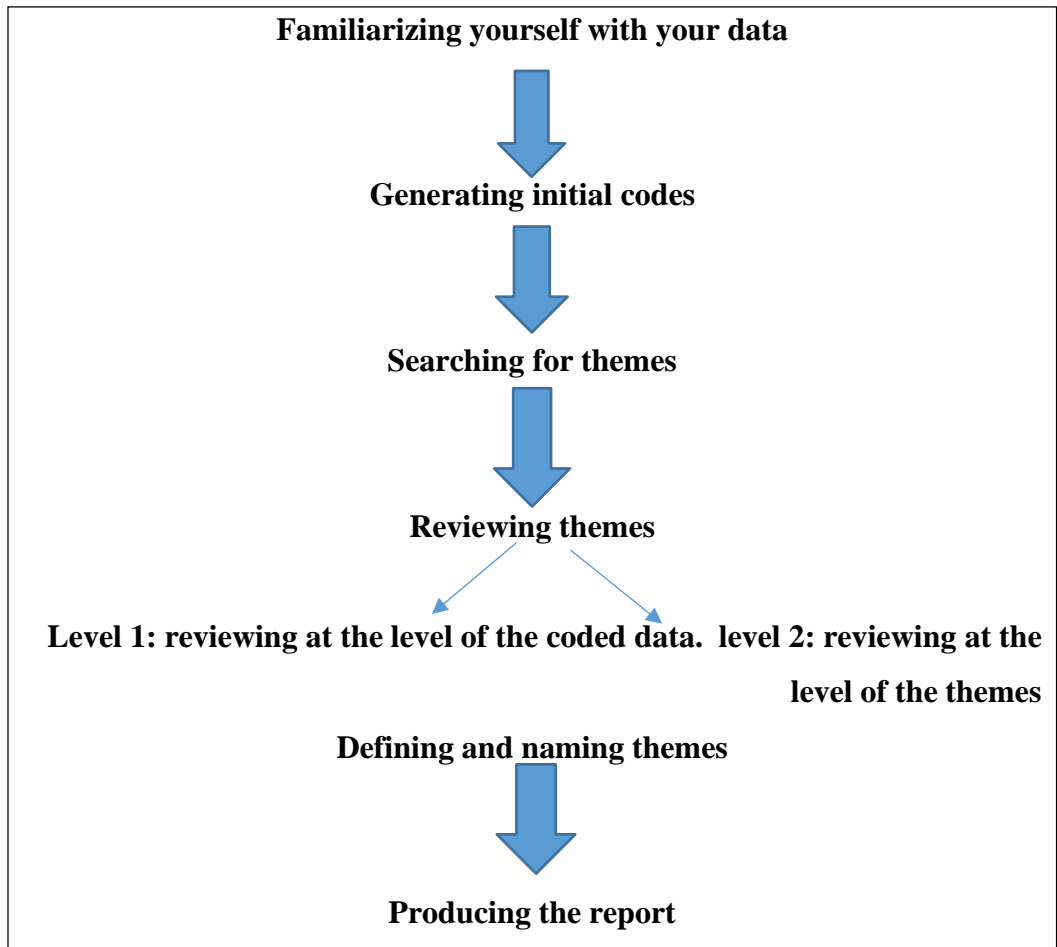 Familiarizing yourself with your data
Generating initial codes
Searching for themes
Reviewing themes
Level 1: reviewing at the level of the coded data.  level 2: reviewing at the
level of the themes
Defining and naming themes
Producing the report